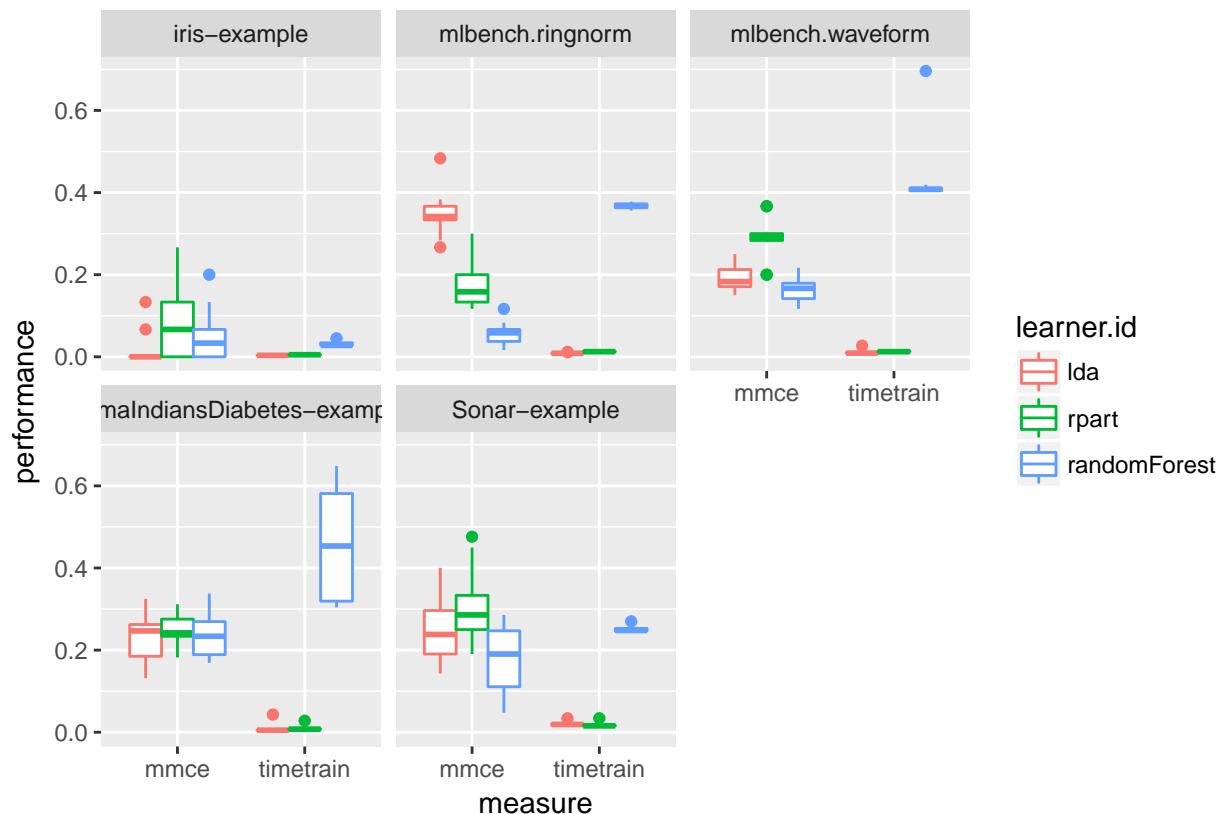 iris−example
mlbench.ringnorm
mlbench.waveform
0.6
0.4
0.2
0.0
mmce
timetrain
maIndiansDiabetes−examp
Sonar−example
0.6
0.4
0.2
0.0
mmce
timetrain
mmce
timetrain
performance
measure
learner.id
lda
rpart
randomForest